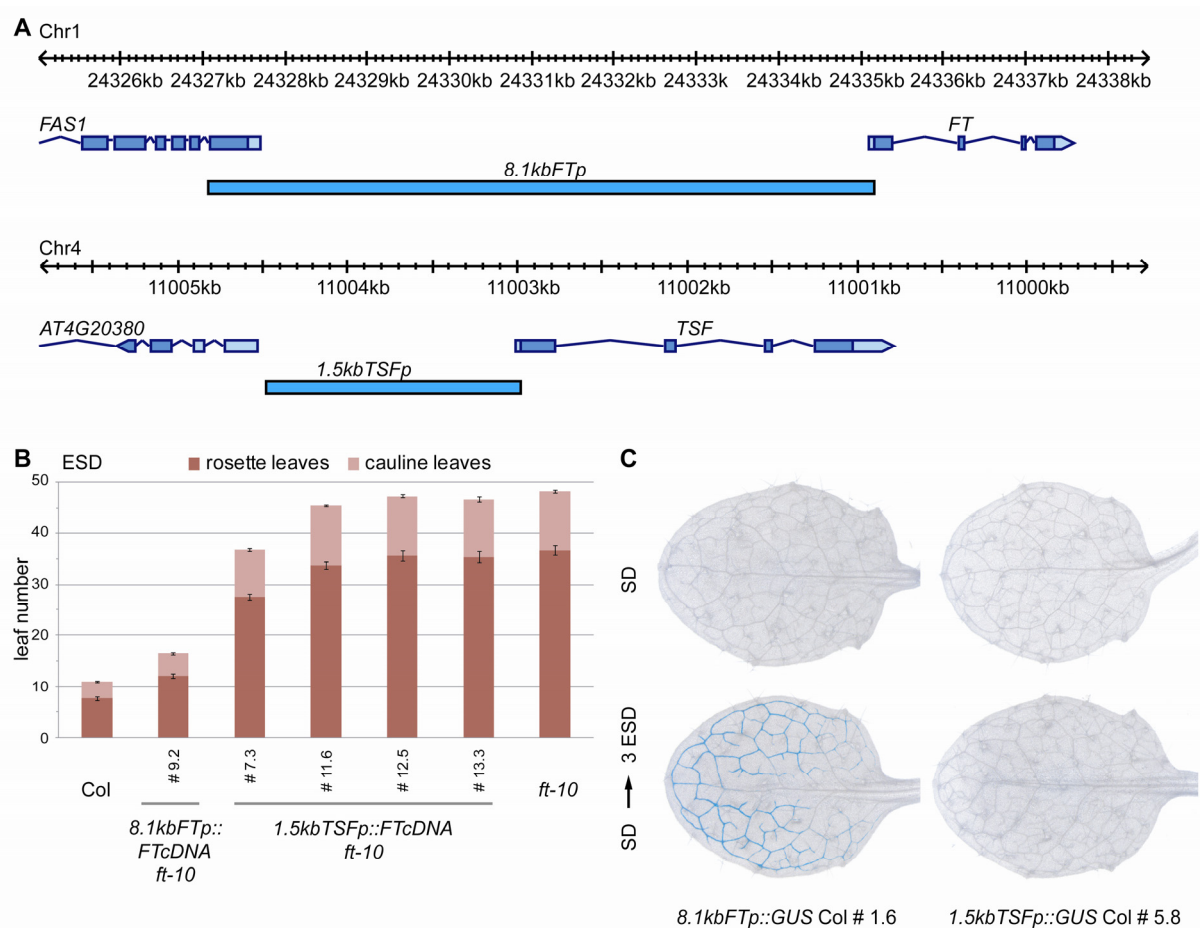 A
Chr1
24326kb 24327kb 24328kb 24329kb 24330kb 24331kb 24332kb 24333k 24334kb 24335kb 24336kb 24337kb 24338kb
FAS1
FT
8.1kbFTp
Chr4
11005kb 11004kb 11003kb 11002kb 11001kb 11000kb
AT4G20380
TSF
1.5kbTSFp
B
ESD
rosette leaves
cauline leaves
leaf number
50
40
30
20
10
0
Col
# 9.2
# 7.3
# 11.6
# 12.5
# 13.3
ft-10
8.1kbFTp::
FTcDNA
ft-10
1.5kbTSFp::FTcDNA
ft-10
C
SD
SD → 3 ESD
8.1kbFTp::GUS Col # 1.6
1.5kbTSFp::GUS Col # 5.8